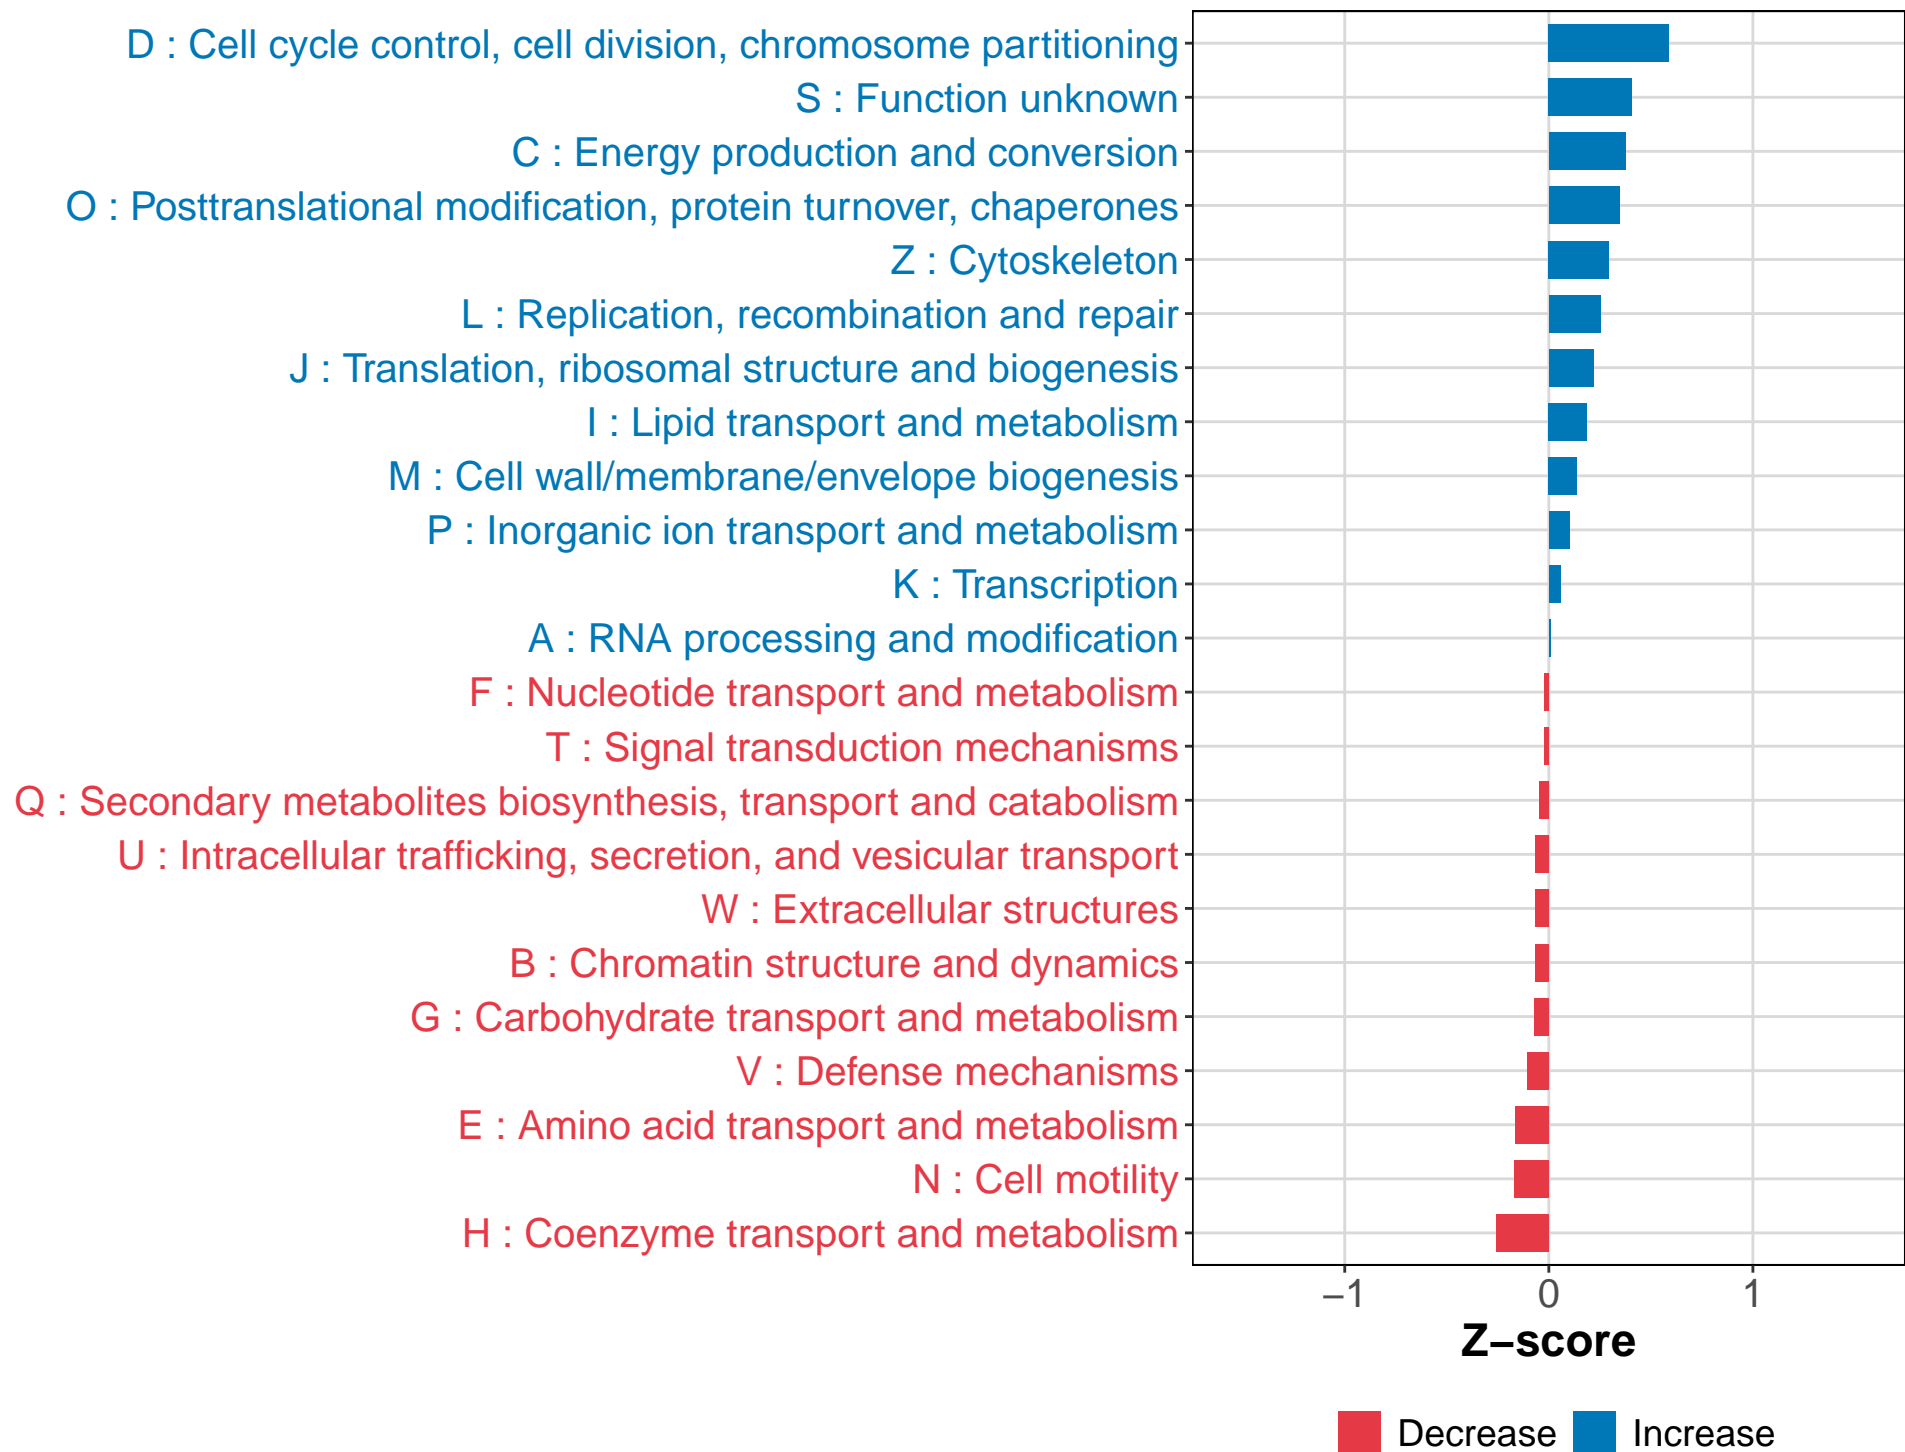 D : Cell cycle control, cell division, chromosome partitioning
S : Function unknown
C : Energy production and conversion
O : Posttranslational modification, protein turnover, chaperones
Z : Cytoskeleton
L : Replication, recombination and repair
J : Translation, ribosomal structure and biogenesis
I : Lipid transport and metabolism
M : Cell wall/membrane/envelope biogenesis
P : Inorganic ion transport and metabolism
K : Transcription
A : RNA processing and modification
F : Nucleotide transport and metabolism
T : Signal transduction mechanisms
Q : Secondary metabolites biosynthesis, transport and catabolism
U : Intracellular trafficking, secretion, and vesicular transport
W : Extracellular structures
B : Chromatin structure and dynamics
G : Carbohydrate transport and metabolism
V : Defense mechanisms
E : Amino acid transport and metabolism
N : Cell motility
H : Coenzyme transport and metabolism
−1 0 1
Z−score
Decrease Increase